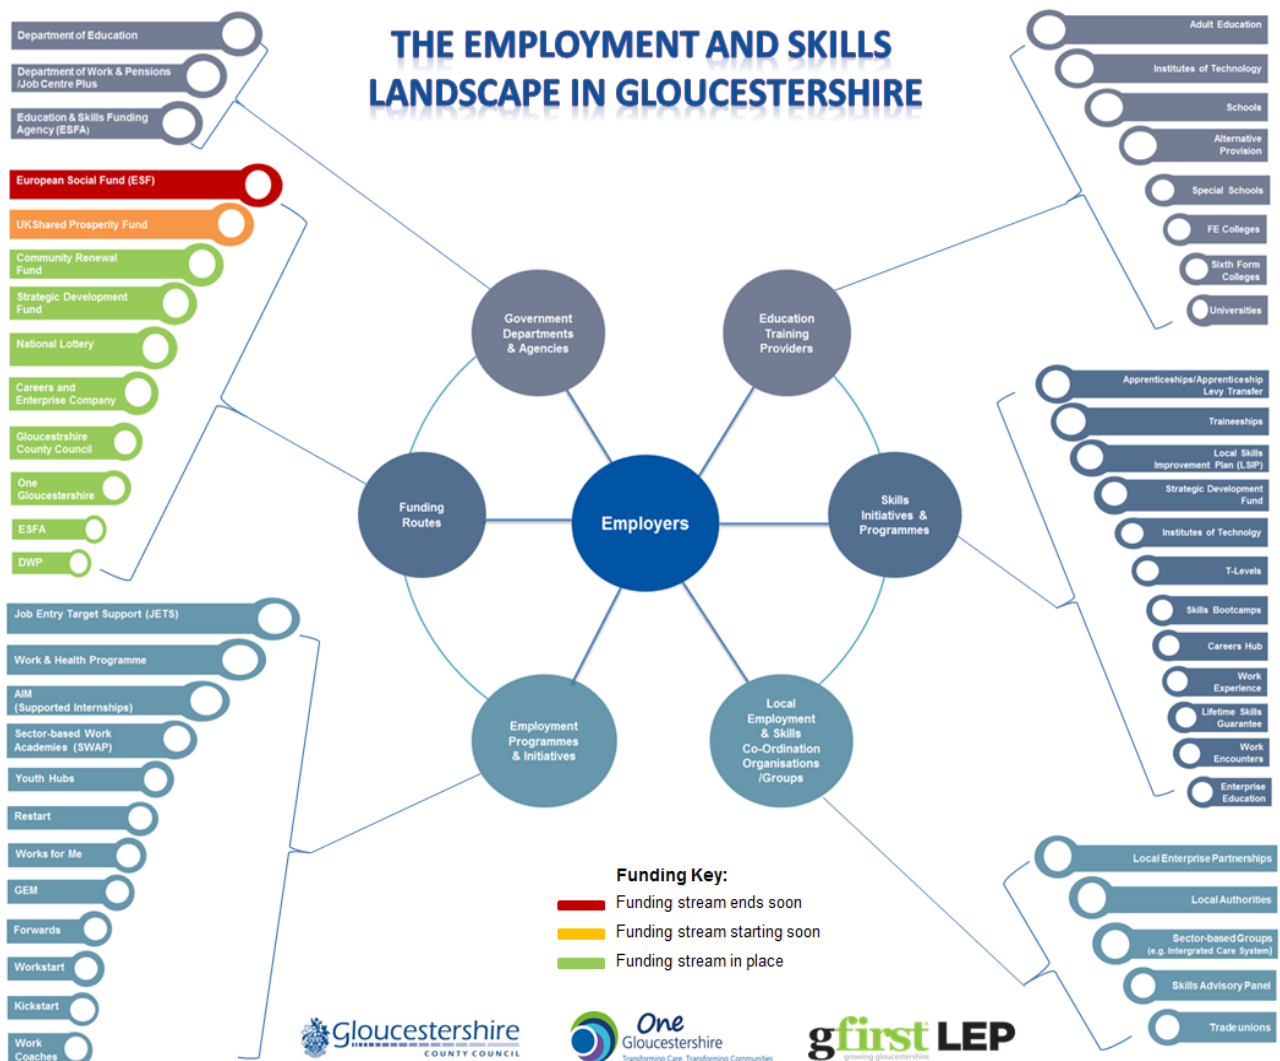 THE EMPLOYMENT AND SKILLS
LANDSCAPE IN GLOUCESTERSHIRE
Department of Education
Department of Work & Pensions
/Job Centre Plus
Education & Skills Funding
Agency (ESFA)
European Social Fund (ESF)
UKShared Prosperity Fund
Community Renewal
Fund
Strategic Development
Fund
National Lottery
Careers and
Enterprise Company
Gloucestrshire
County Council
One
Gloucestershire
ESFA
DWP
Job Entry Target Support (JETS)
Work & Health Programme
AIM
(Supported Internships)
Sector-based Work
Academies (SWAP)
Youth Hubs
Restart
Works for Me
GEM
Forwards
Workstart
Kickstart
Work
Coaches
Government
Departments
& Agencies
Education
Training
Providers
Funding
Routes
Employers
Skills
Initiatives &
Programmes
Employment
Programmes
& Initiatives
Local
Employment
& Skills
Co-Ordination
Organisations
/Groups
Adult Education
Institutes of Technology
Schools
Alternative
Provision
Special Schools
FE Colleges
Sixth Form
Colleges
Universities
Apprenticeships/Apprenticeship
Levy Transfer
Traineeships
Local Skills
Improvement Plan (LSIP)
Strategic Development
Fund
Institutes of Technolgy
T-Levels
Skills Bootcamps
Careers Hub
Work
Experience
Lifetime Skills
Guarantee
Work
Encounters
Enterprise
Education
Local Enterprise Partnerships
Local Authorities
Sector-based Groups
(e.g. Intergrated Care System)
Skills Advisory Panel
Trade unions
Funding Key:
Funding stream ends soon
Funding stream starting soon
Funding stream in place
Gloucestershire
COUNTY COUNCIL
One
Gloucestershire
Transforming Care, Transforming Communities
gfirst LEP
growing gloucestershire